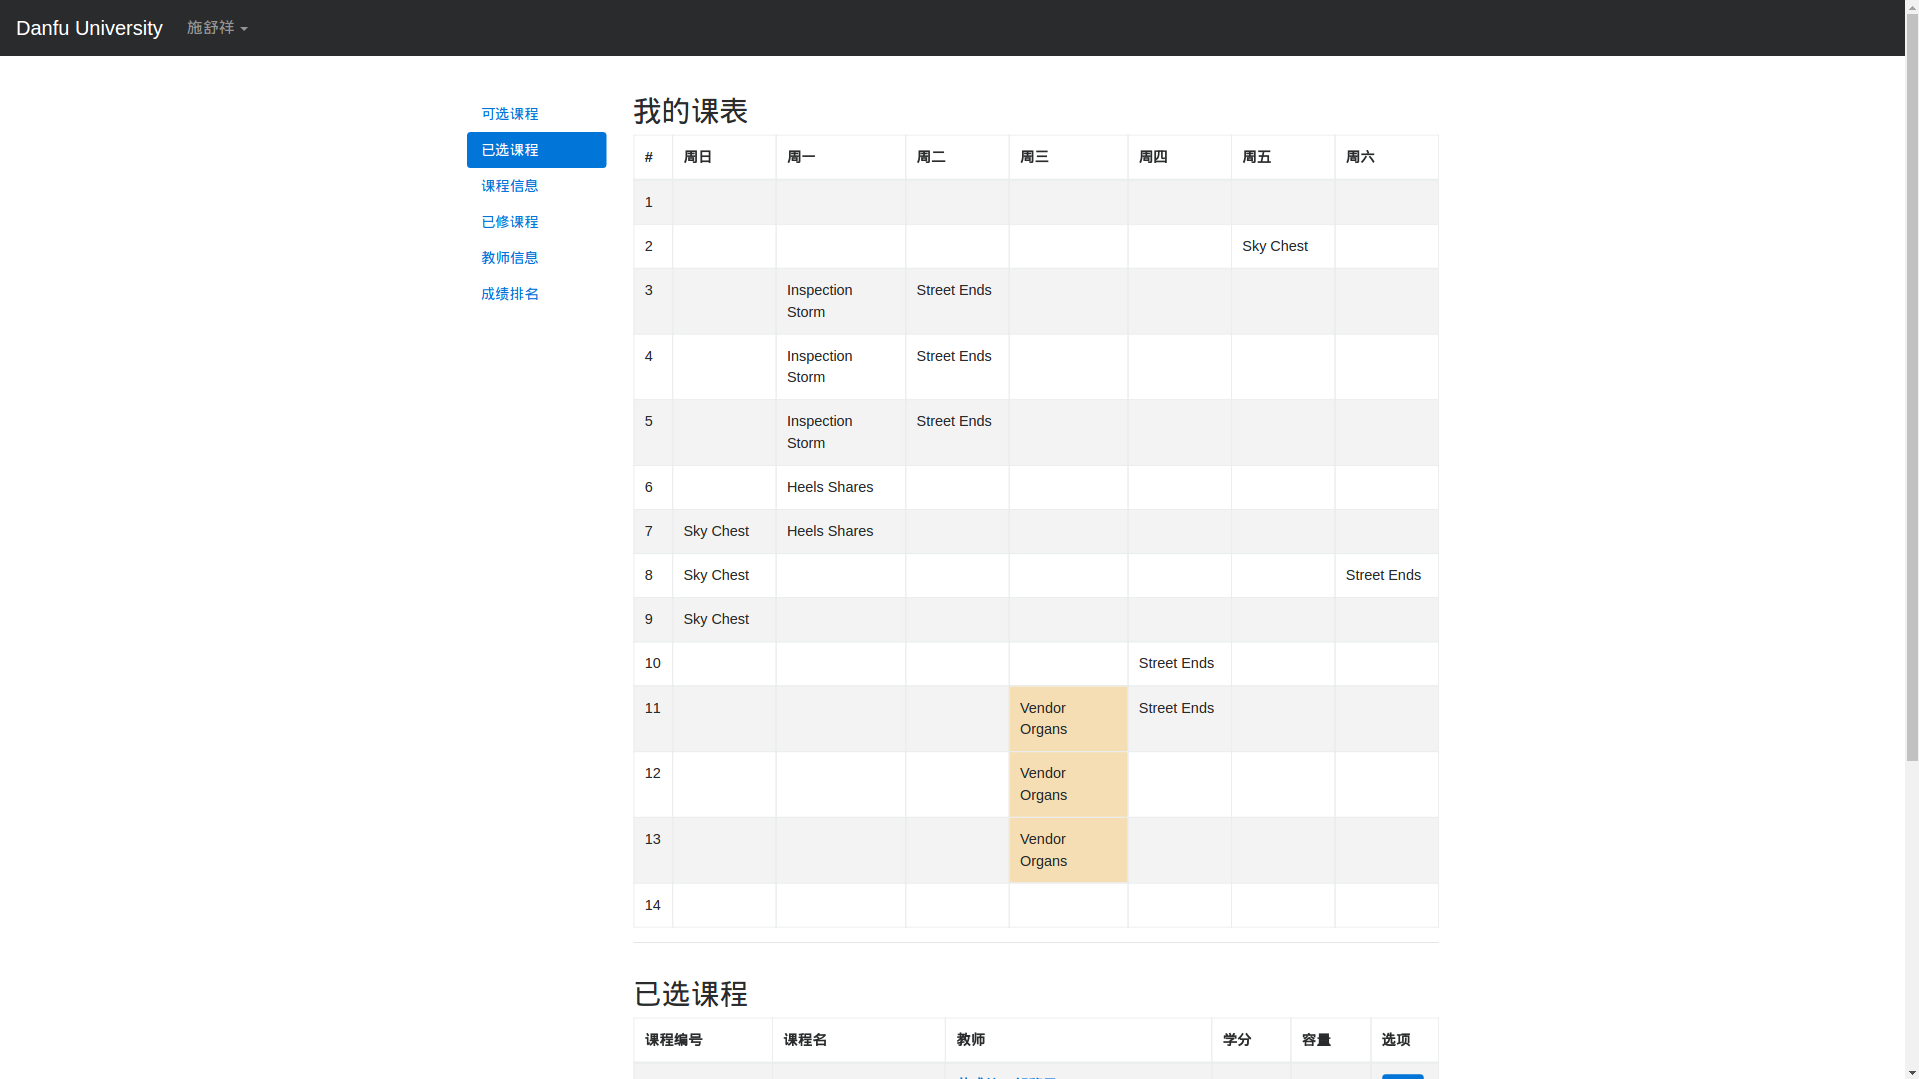 Danfu University 施舒祥
可选课程
已选课程
课程信息
已修课程
教师信息
成绩排名
我的课表
# 周日 周一 周二 周三 周四 周五 周六
1
2 Sky Chest
3 Inspection Storm Street Ends
4 Inspection Storm Street Ends
5 Inspection Storm Street Ends
6 Heels Shares
7 Sky Chest Heels Shares
8 Sky Chest Street Ends
9 Sky Chest
10 Street Ends
11 Vendor Organs Street Ends
12 Vendor Organs
13 Vendor Organs
14
已选课程
课程编号 课程名 教师 学分 容量 选项